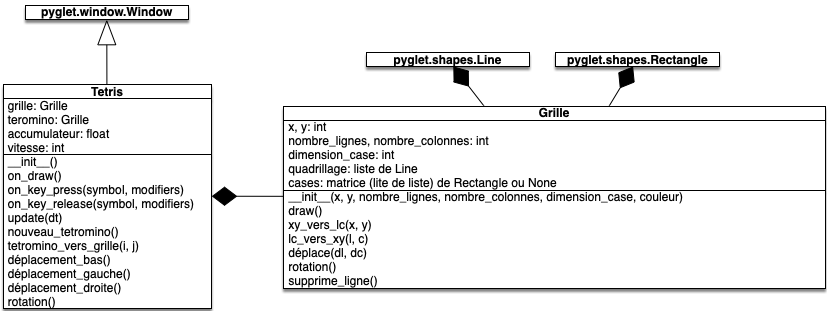 pyglet.window.Window
Tetris
grille: Grille
teromino: Grille
accumulateur: float
vitesse: int
__init__()
on_draw()
on_key_press(symbol, modifiers)
on_key_release(symbol, modifiers)
update(dt)
nouveau_tetromino()
tetromino_vers_grille(i, j)
déplacement_bas()
déplacement_gauche()
déplacement_droite()
rotation()
pyglet.shapes.Line
pyglet.shapes.Rectangle
Grille
x, y: int
nombre_lignes, nombre_colonnes: int
dimension_case: int
quadrillage: liste de Line
cases: matrice (lite de liste) de Rectangle ou None
__init__(x, y, nombre_lignes, nombre_colonnes, dimension_case, couleur)
draw()
xy_vers_lc(x, y)
lc_vers_xy(l, c)
déplace(dl, dc)
rotation()
supprime_ligne()